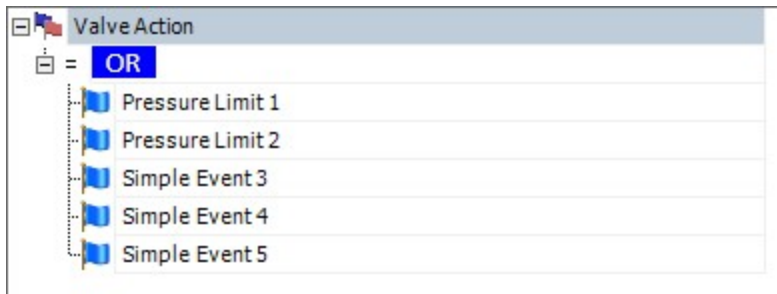 Valve Action
= OR
Pressure Limit 1
Pressure Limit 2
Simple Event 3
Simple Event 4
Simple Event 5